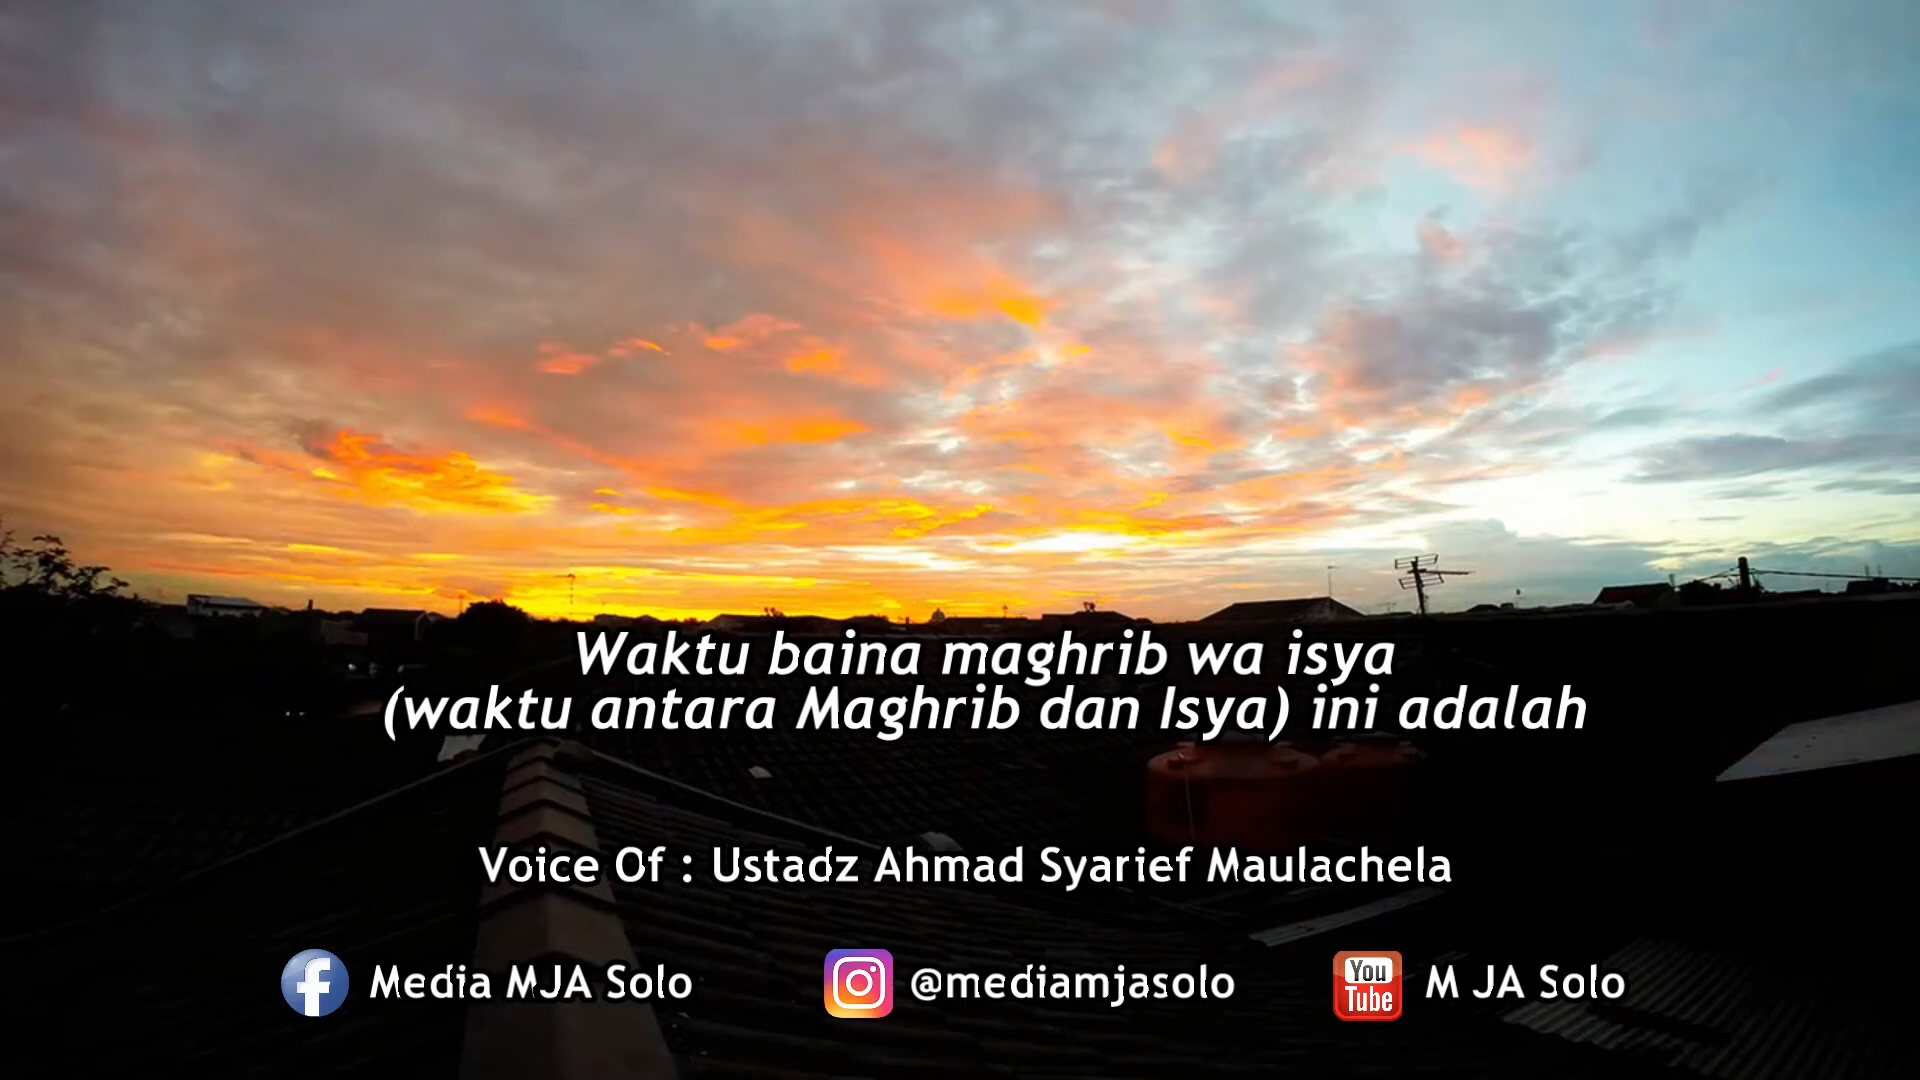 Waktu baina maghrib wa isya
(waktu antara Maghrib dan Isya) ini adalah
Voice Of : Ustadz Ahmad Syarief Maulachela
Media MJA Solo
@mediamjasolo
You
Tube
M JA Solo